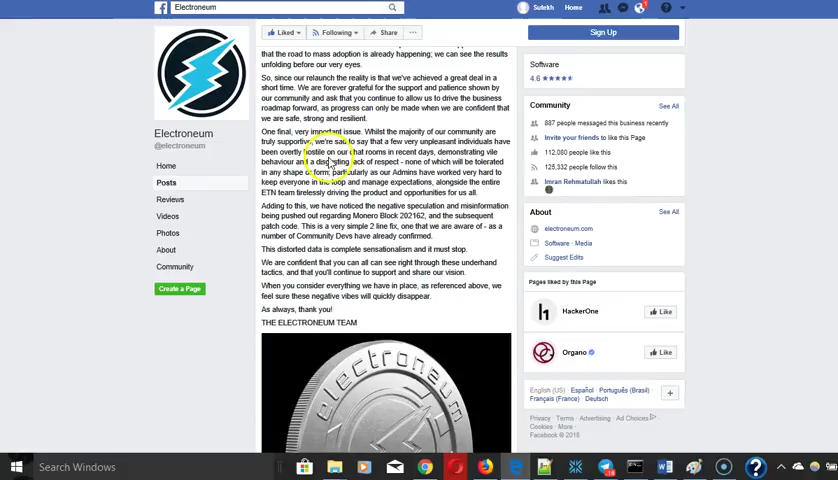 Electroneum
Sutekh
Home
1
Liked
Following
Share
Sign Up
that the road to mass adoption is already happening; we can see the results
unfolding before our very eyes.
So, since our relaunch the reality is that we've achieved a great deal in a
short time. We are forever grateful for the support and patience shown by
our community and ask that you continue to allow us to drive the business
roadmap forward, as progress can only be made when we are confident that
we are safe, strong and resilient.
One final, very important issue. Whilst the majority of our community are
truly supportive we're sad to say that a few very unpleasant individuals have
been overtly hostile on our chat rooms in recent days, demonstrating vile
behaviour and a disgusting lack of respect - none of which will be tolerated
in any shape or form, particularly as our Admins have worked very hard to
keep everyone in the loop and manage expectations, alongside the entire
ETN team tirelessly driving the product and opportunities for us all.
Adding to this, we have noticed the negative speculation and misinformation
being pushed out regarding Monero Block 202162, and the subsequent
patch code. This is a very simple 2 line fix, one that we are aware of - as a
number of Community Devs have already confirmed.
This distorted data is complete sensationalism and it must stop.
We are confident that you can all can see right through these underhand
tactics, and that you'll continue to support and share our vision.
When you consider everything we have in place, as referenced above, we
feel sure these negative vibes will quickly disappear.
As always, thank you!
THE ELECTRONEUM TEAM
electroneum
Electroneum
@electroneum
Home
Posts
Reviews
Videos
Photos
About
Community
Create a Page
Software
4.6 ★★★★★
Community
See All
887 people messaged this business recently
Invite your friends to like this Page
112,080 people like this
125,332 people follow this
Imran Rehmatullah likes this
About
See All
electroneum.com
Software · Media
Suggest Edits
Pages liked by this Page
HackerOne
Like
Organo
Like
English (US) · Español · Português (Brasil) ·
Français (France) · Deutsch
Privacy · Terms · Advertising · Ad Choices
Cookies · More
Facebook © 2018
Search Windows